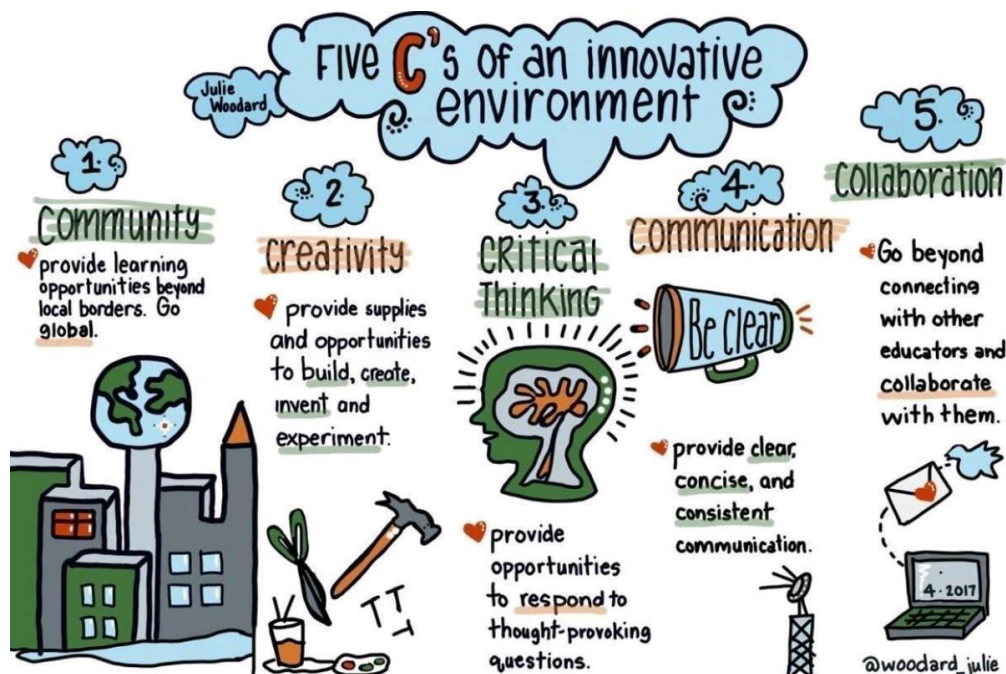 Five C's of an innovative
environment
Julie
Woodard
1.
Community
provide learning
opportunities beyond
local borders. Go
global.
2.
Creativity
provide supplies
and opportunities
to build, create,
invent and
experiment.
3.
Critical
Thinking
provide
opportunities
to respond to
thought-provoking
questions.
4.
Communication
Be clear
provide clear,
concise, and
consistent
communication.
5.
Collaboration
Go beyond
connecting
with other
educators and
collaborate
with them.
4.2017
@woodard_julie